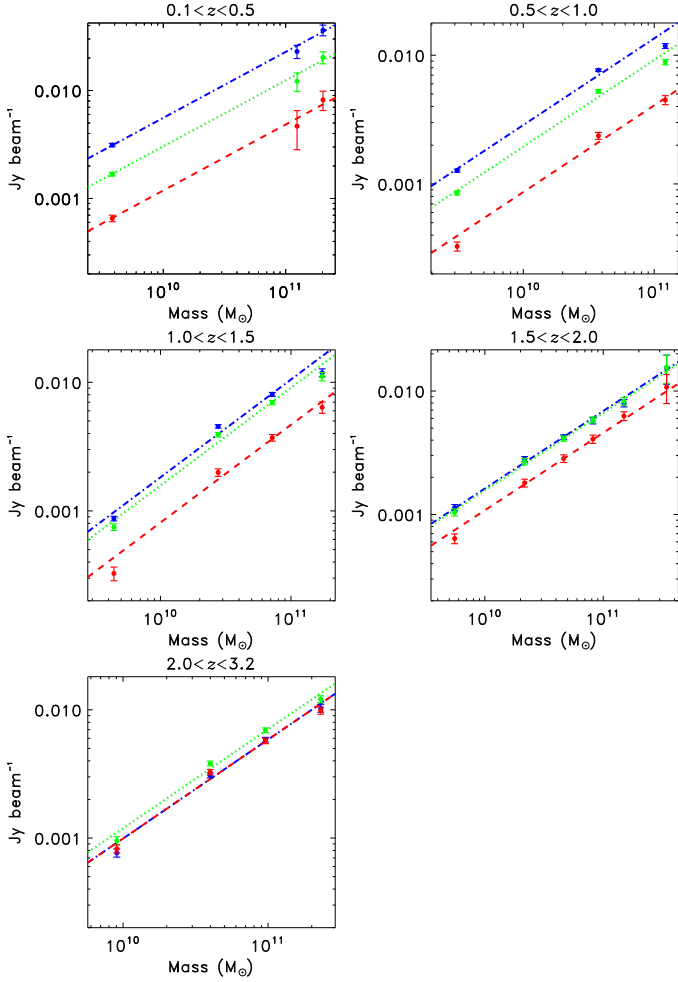 0.1<z<0.5
0.010
0.001
Jy beam⁻¹
10¹⁰ 10¹¹
Mass (M☉)
0.5<z<1.0
0.010
0.001
Jy beam⁻¹
10¹⁰ 10¹¹
Mass (M☉)
1.0<z<1.5
0.010
0.001
Jy beam⁻¹
10¹⁰ 10¹¹
Mass (M☉)
1.5<z<2.0
0.010
0.001
Jy beam⁻¹
10¹⁰ 10¹¹
Mass (M☉)
2.0<z<3.2
0.010
0.001
Jy beam⁻¹
10¹⁰ 10¹¹
Mass (M☉)